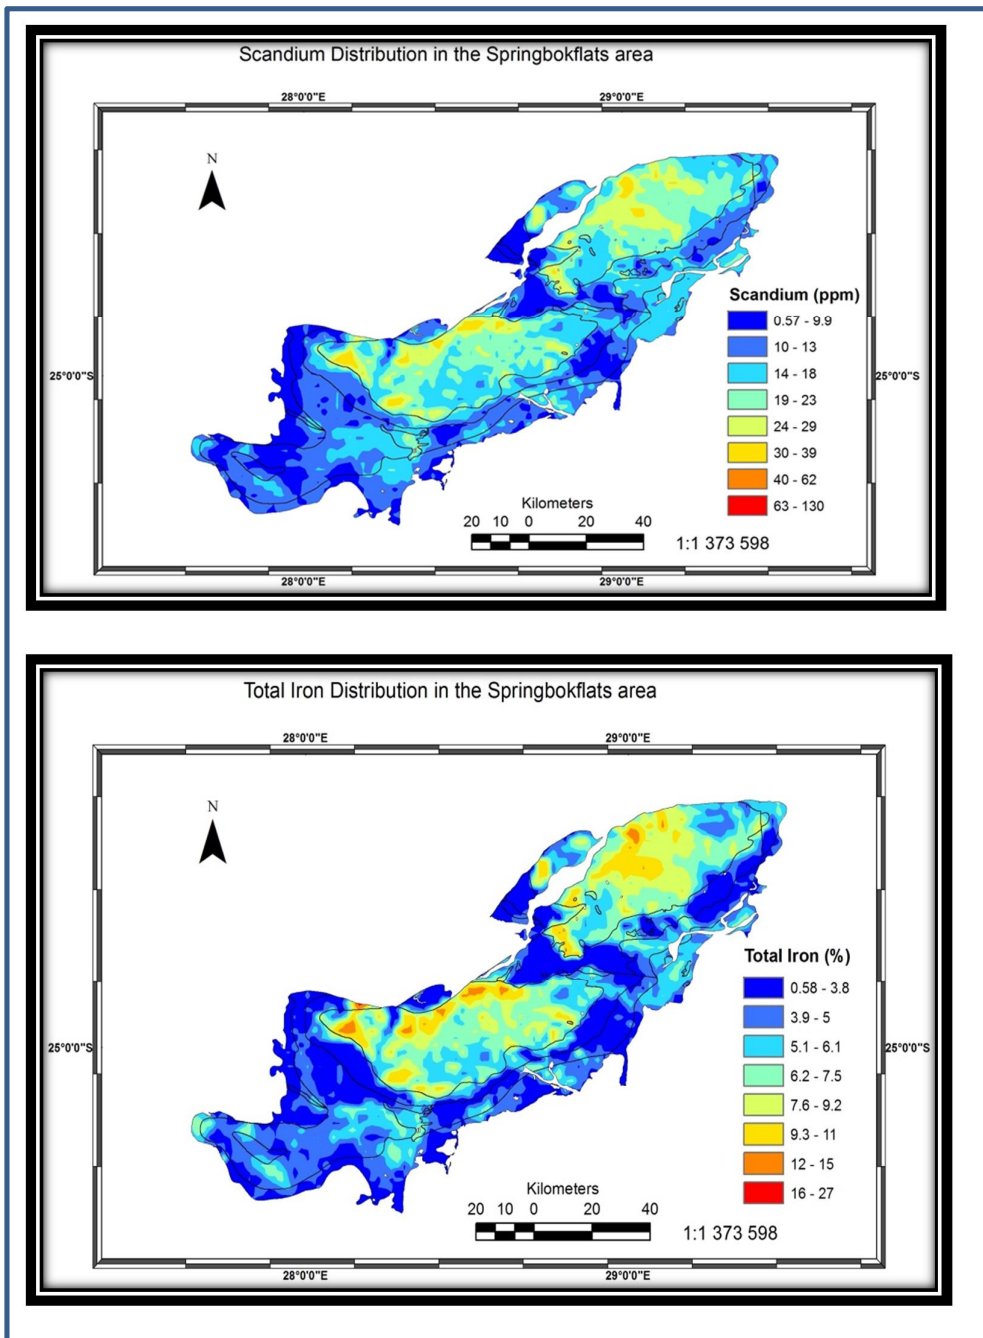 Scandium Distribution in the Springbokflats area
28°0'0"E 29°0'0"E
N
Scandium (ppm)
0.57 - 9.9
10 - 13
14 - 18
25°0'0"S 25°0'0"S
19 - 23
24 - 29
30 - 39
40 - 62
63 - 130
Kilometers
20 10 0 20 40
1:1 373 598
28°0'0"E 29°0'0"E
Total Iron Distribution in the Springbokflats area
28°0'0"E 29°0'0"E
N
Total Iron (%)
0.58 - 3.8
3.9 - 5
25°0'0"S 25°0'0"S
5.1 - 6.1
6.2 - 7.5
7.6 - 9.2
9.3 - 11
12 - 15
16 - 27
Kilometers
20 10 0 20 40
1:1 373 598
28°0'0"E 29°0'0"E